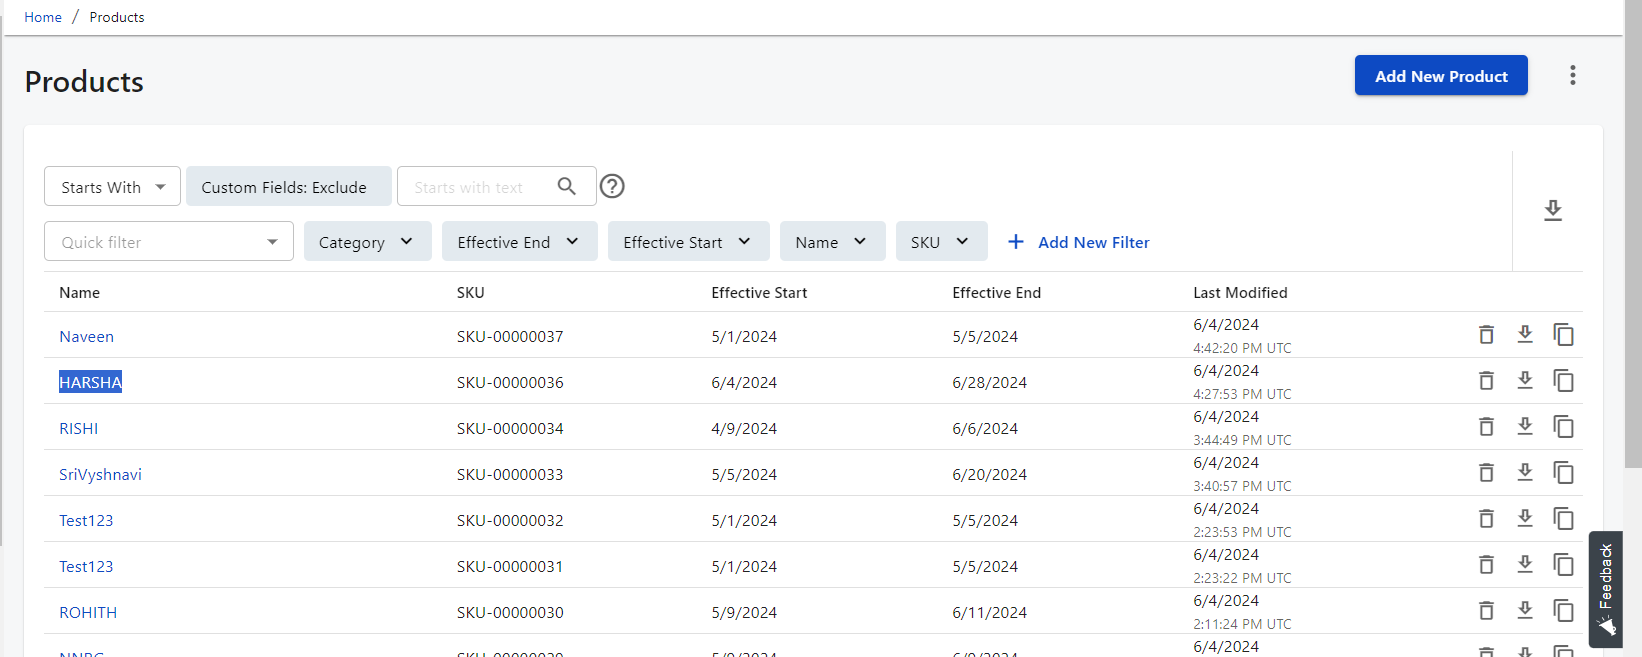 Home / Products
Products
Add New Product
Starts With
Custom Fields: Exclude
Starts with text
Quick filter
Category
Effective End
Effective Start
Name
SKU
+ Add New Filter
Name SKU Effective Start Effective End Last Modified
Naveen SKU-00000037 5/1/2024 5/5/2024 6/4/2024
4:42:20 PM UTC
HARSHA SKU-00000036 6/4/2024 6/28/2024 6/4/2024
4:27:53 PM UTC
RISHI SKU-00000034 4/9/2024 6/6/2024 6/4/2024
3:44:49 PM UTC
SriVyshnavi SKU-00000033 5/5/2024 6/20/2024 6/4/2024
3:40:57 PM UTC
Test123 SKU-00000032 5/1/2024 5/5/2024 6/4/2024
2:23:53 PM UTC
Test123 SKU-00000031 5/1/2024 5/5/2024 6/4/2024
2:23:22 PM UTC
ROHITH SKU-00000030 5/9/2024 6/11/2024 6/4/2024
2:11:24 PM UTC
6/4/2024
Feedback